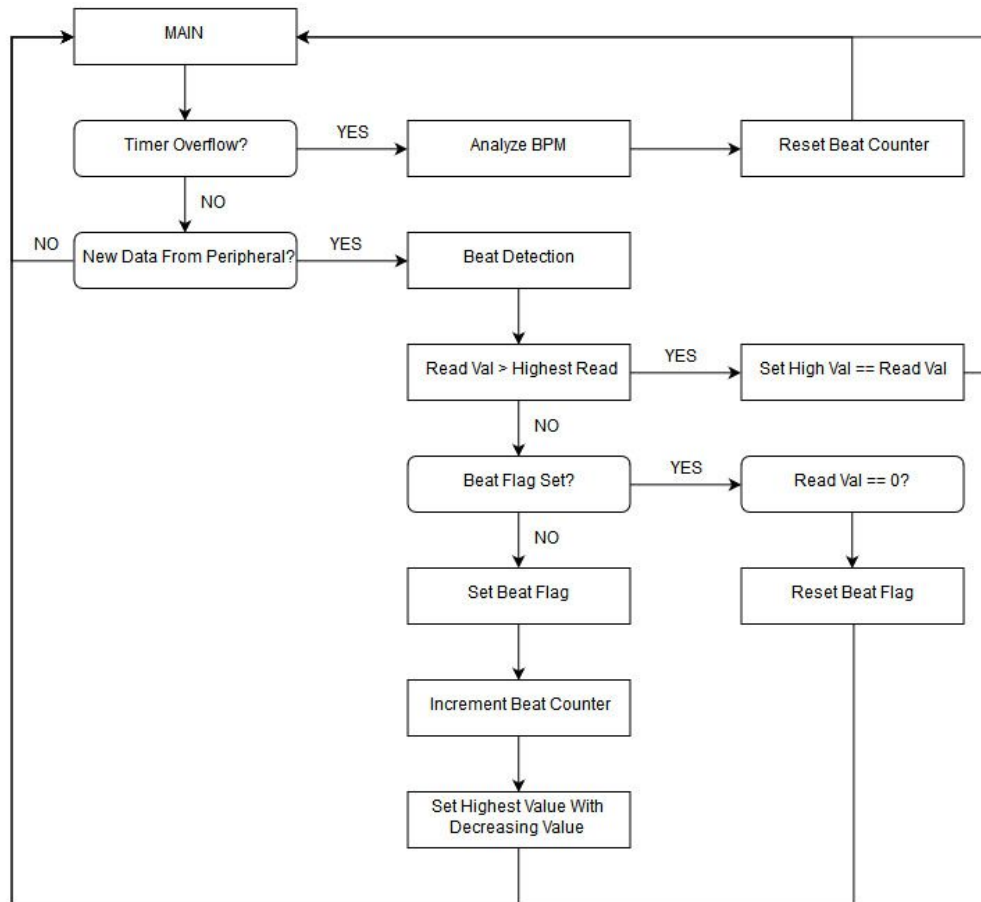 MAIN
Timer Overflow?
YES
Analyze BPM
Reset Beat Counter
NO
NO
New Data From Peripheral?
YES
Beat Detection
Read Val > Highest Read
YES
Set High Val == Read Val
NO
Beat Flag Set?
YES
Read Val == 0?
NO
Set Beat Flag
Reset Beat Flag
Increment Beat Counter
Set Highest Value With
Decreasing Value